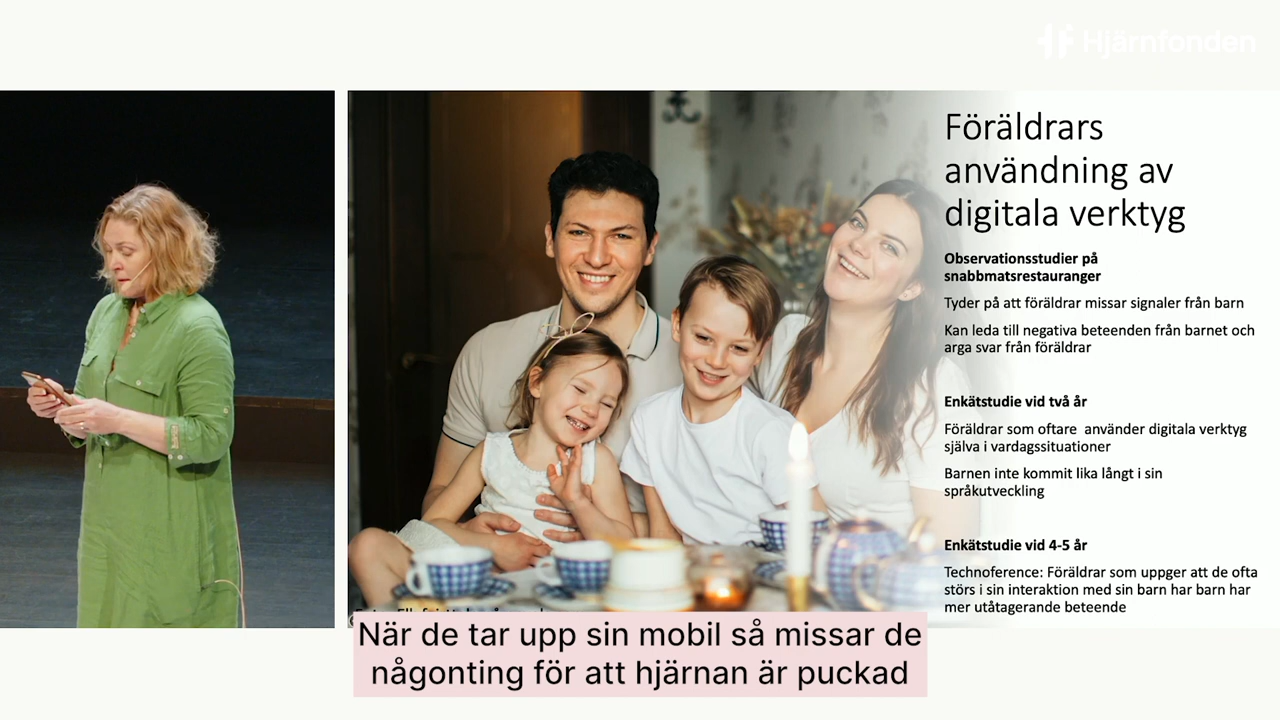 Hjärnfonden
Föräldrars
användning av
digitala verktyg
Observationsstudier på
snabbmatsrestauranger
Tyder på att föräldrar missar signaler från barn
Kan leda till negativa beteenden från barnet och
arga svar från föräldrar
Enkätstudie vid två år
Föräldrar som oftare använder digitala verktyg
själva i vardagssituationer
Barnen inte kommit lika långt i sin
språkutveckling
Enkätstudie vid 4-5 år
Technoference: Föräldrar som uppger att de ofta
störs i sin interaktion med sin barn har barn har
mer utåtagerande beteende
När de tar upp sin mobil så missar de
någonting för att hjärnan är puckad